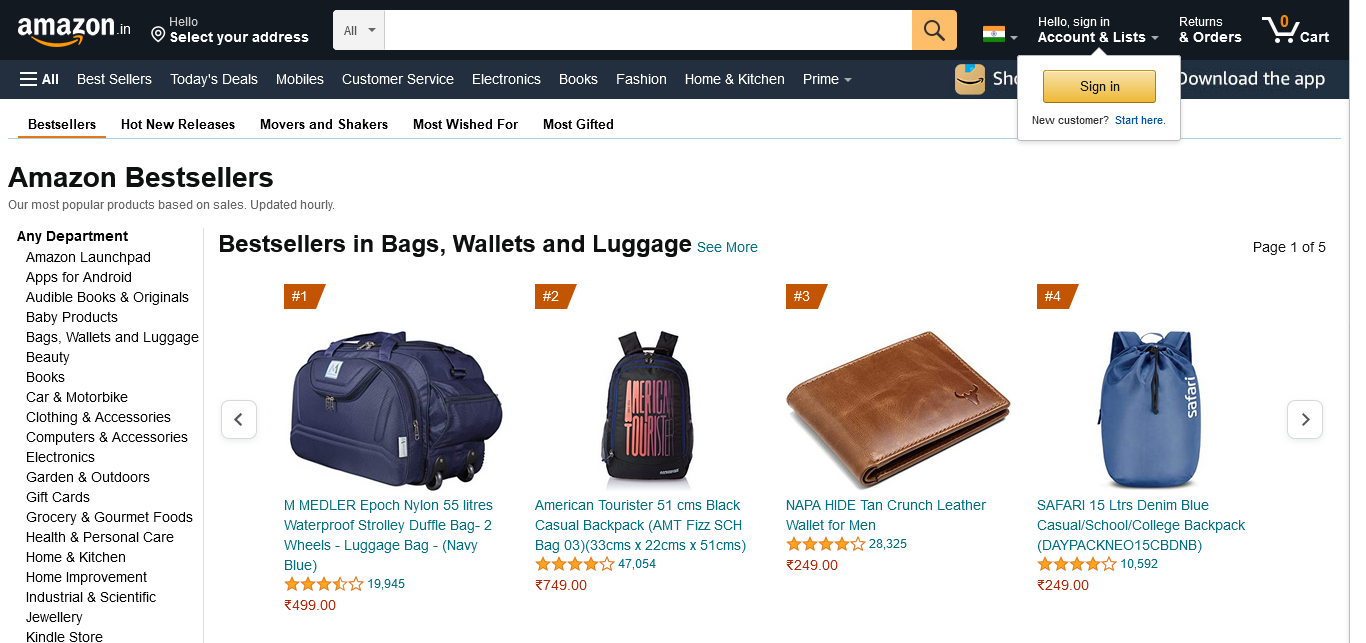 amazon.in
Hello
Select your address
All
Hello, sign in
Account & Lists
Returns
& Orders
0
Cart
All
Best Sellers
Today's Deals
Mobiles
Customer Service
Electronics
Books
Fashion
Home & Kitchen
Prime
Download the app
Sign in
New customer? Start here.
Bestsellers
Hot New Releases
Movers and Shakers
Most Wished For
Most Gifted
Amazon Bestsellers
Our most popular products based on sales. Updated hourly.
Any Department
Amazon Launchpad
Apps for Android
Audible Books & Originals
Baby Products
Bags, Wallets and Luggage
Beauty
Books
Car & Motorbike
Clothing & Accessories
Computers & Accessories
Electronics
Garden & Outdoors
Gift Cards
Grocery & Gourmet Foods
Health & Personal Care
Home & Kitchen
Home Improvement
Industrial & Scientific
Jewellery
Kindle Store
Bestsellers in Bags, Wallets and Luggage See More
Page 1 of 5
#1
M MEDLER Epoch Nylon 55 litres
Waterproof Strolley Duffle Bag- 2
Wheels - Luggage Bag - (Navy
Blue)
19,945
₹499.00
#2
AMERICAN
TOURISTER
American Tourister 51 cms Black
Casual Backpack (AMT Fizz SCH
Bag 03)(33cms x 22cms x 51cms)
47,054
₹749.00
#3
NAPA HIDE Tan Crunch Leather
Wallet for Men
28,325
₹249.00
#4
safari
SAFARI 15 Ltrs Denim Blue
Casual/School/College Backpack
(DAYPACKNEO15CBDNB)
10,592
₹249.00